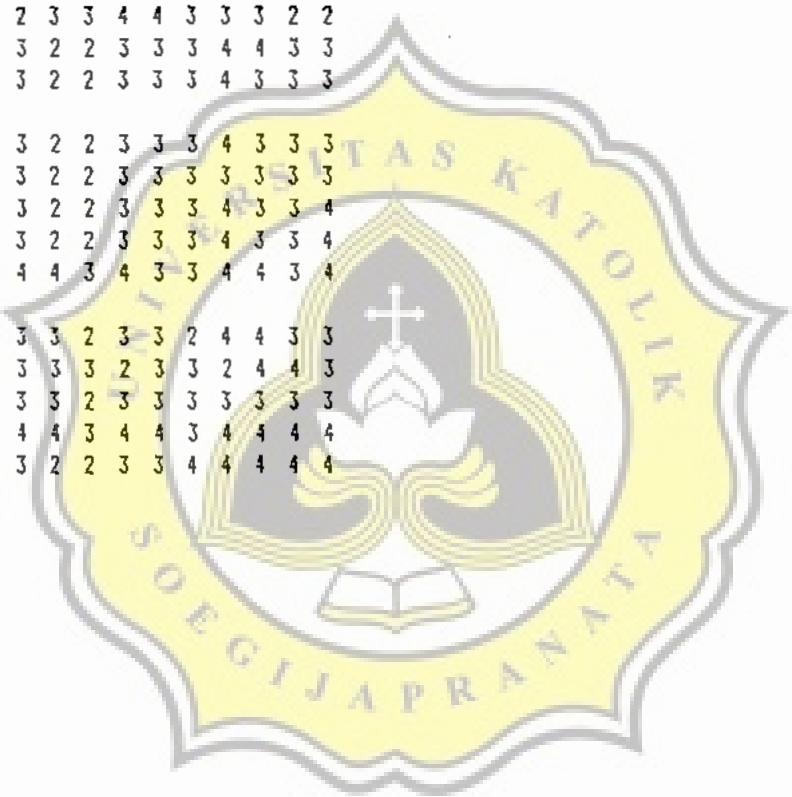 2 3 3 4 4 3 3 3 2 2
3 2 2 3 3 3 4 4 3 3
3 2 2 3 3 3 4 3 3 3
3 2 2 3 3 3 4 3 3 3
3 2 2 3 3 3 3 3 3 3
3 2 2 3 3 3 4 3 3 4
3 2 2 3 3 3 4 3 3 4
4 4 3 4 3 3 4 4 3 4
3 3 2 3 3 2 4 4 3 3
3 3 3 2 3 3 2 4 4 3
3 3 2 3 3 3 3 3 3 3
4 4 3 4 4 3 4 4 4 4
3 2 2 3 3 4 4 4 4 4
UNIVERSITAS KATOLIK
SOEGIJAPRANATA